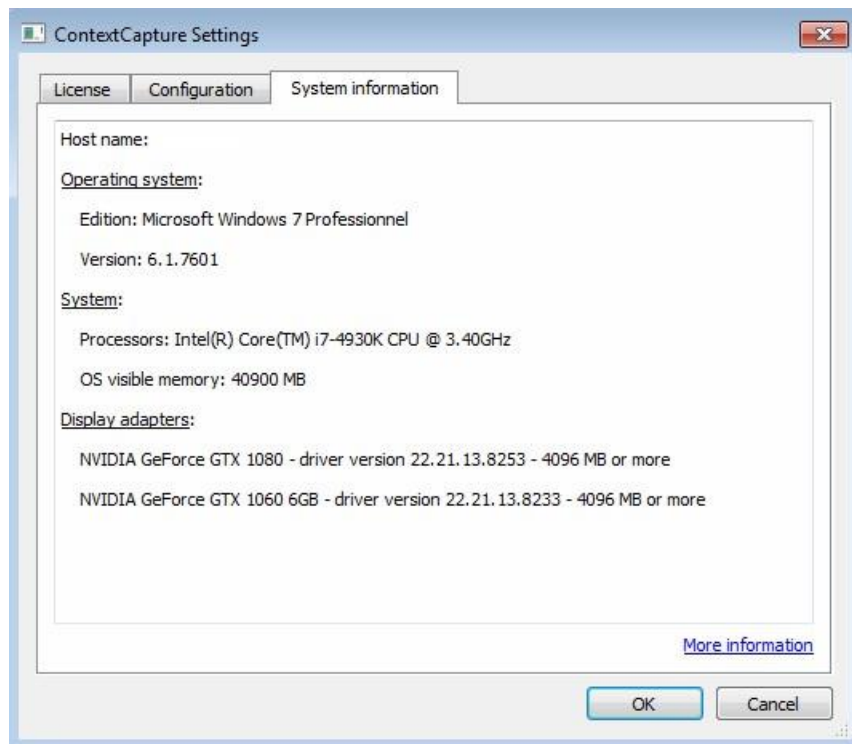 ContextCapture Settings
License Configuration System information
Host name:
Operating system:
Edition: Microsoft Windows 7 Professionnel
Version: 6.1.7601
System:
Processors: Intel(R) Core(TM) i7-4930K CPU @ 3.40GHz
OS visible memory: 40900 MB
Display adapters:
NVIDIA GeForce GTX 1080 - driver version 22.21.13.8253 - 4096 MB or more
NVIDIA GeForce GTX 1060 6GB - driver version 22.21.13.8233 - 4096 MB or more
More information
OK Cancel